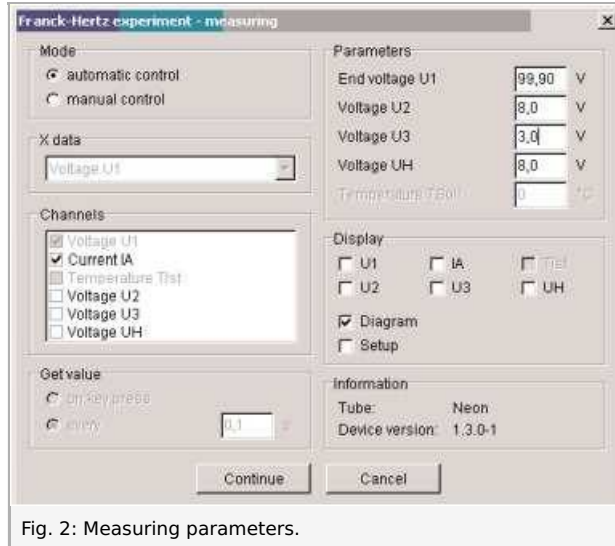 Franck-Hertz experiment - measuring
Mode
automatic control
manual control
X data
Voltage U1
Channels
Voltage U1
Current IA
Temperature TIst
Voltage U2
Voltage U3
Voltage UH
Get value
on key press
every 0,1 s
Parameters
End voltage U1 99,90 V
Voltage U2 8,0 V
Voltage U3 3,0 V
Voltage UH 8,0 V
Temperature TSoll 0 °C
Display
U1 IA TIst
U2 U3 UH
Diagram
Setup
Information
Tube: Neon
Device version: 1.3.0-1
Continue Cancel
Fig. 2: Measuring parameters.